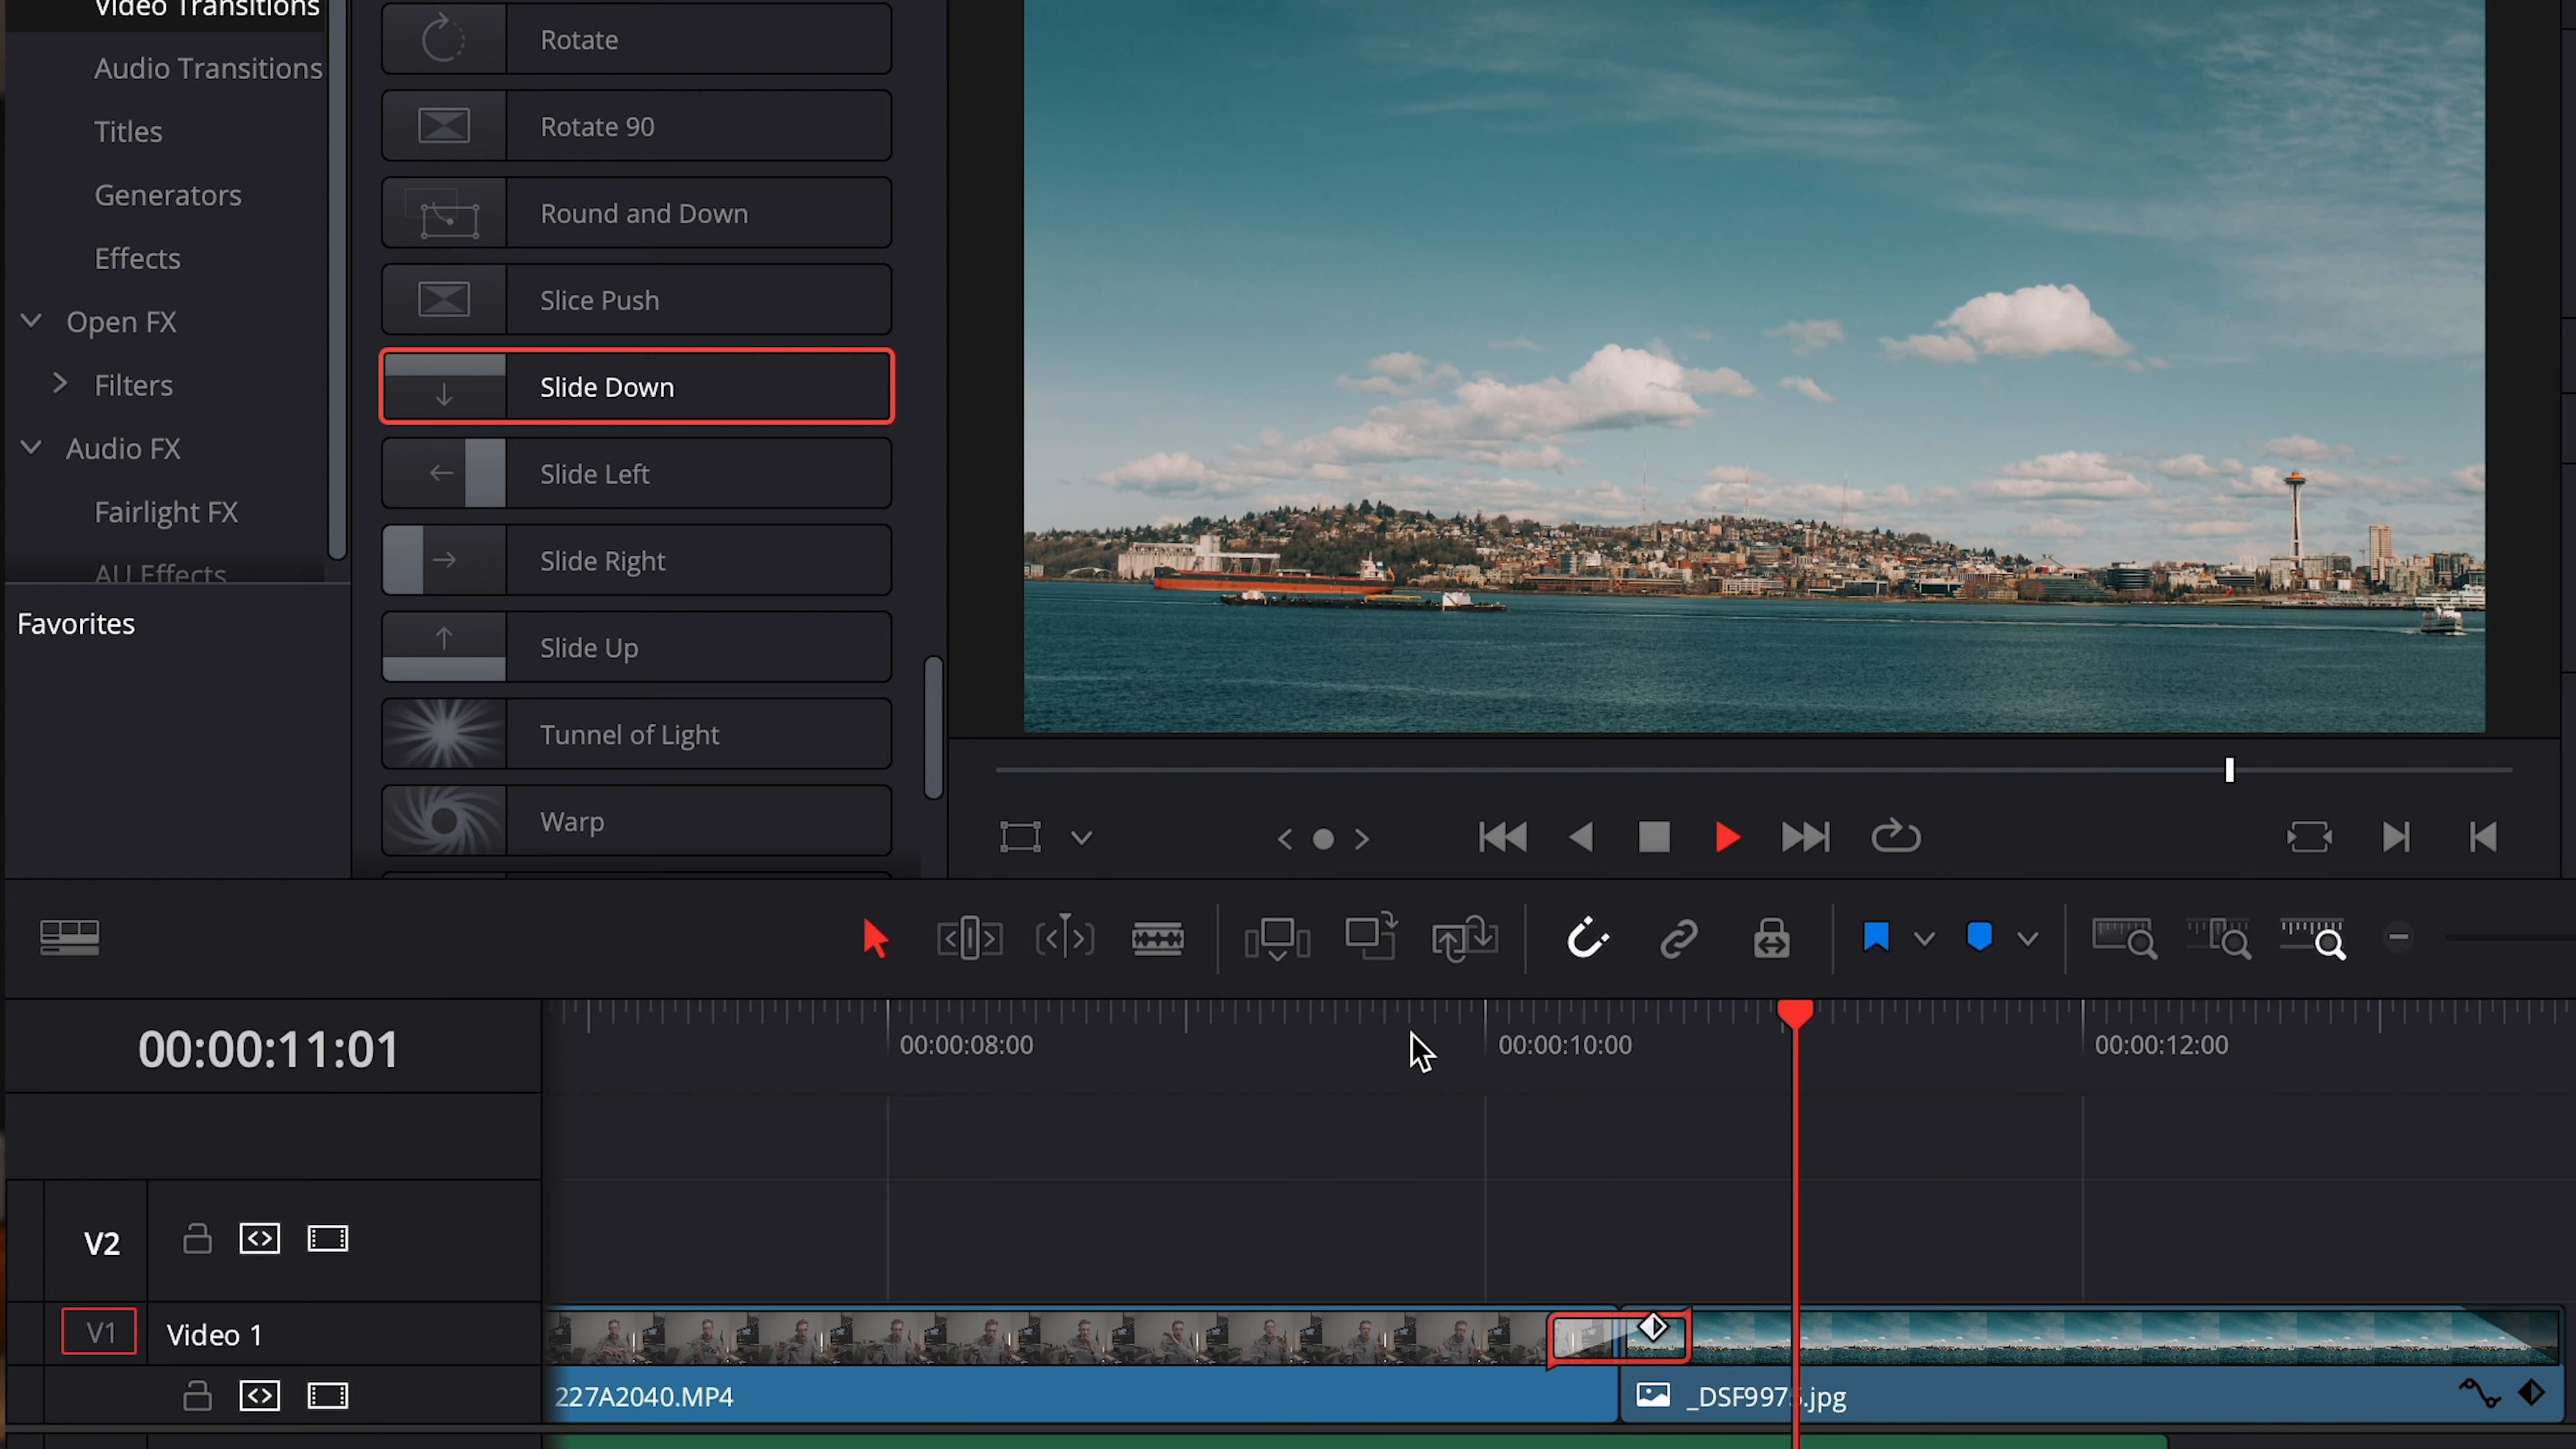 Video Transitions
Audio Transitions
Titles
Generators
Effects
Open FX
Filters
Audio FX
Fairlight FX
AU Effects
Favorites
Rotate
Rotate 90
Round and Down
Slice Push
Slide Down
Slide Left
Slide Right
Slide Up
Tunnel of Light
Warp
00:00:11:01
00:00:08:00
00:00:10:00
00:00:12:00
V2
V1
Video 1
227A2040.MP4
_DSF9975.jpg